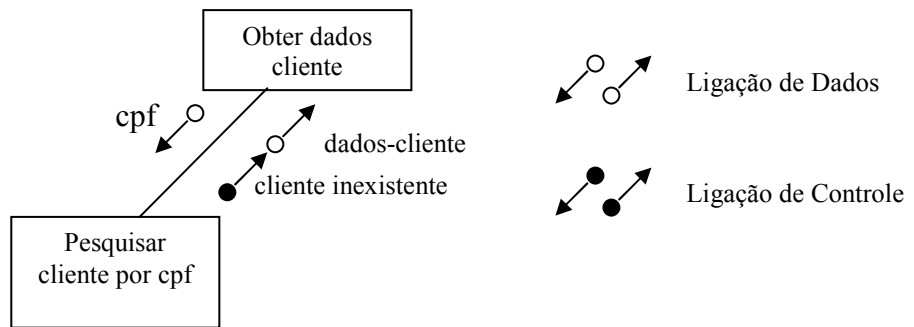 Obter dados
cliente
cpf
dados-cliente
cliente inexistente
Pesquisar
cliente por cpf
Ligação de Dados
Ligação de Controle